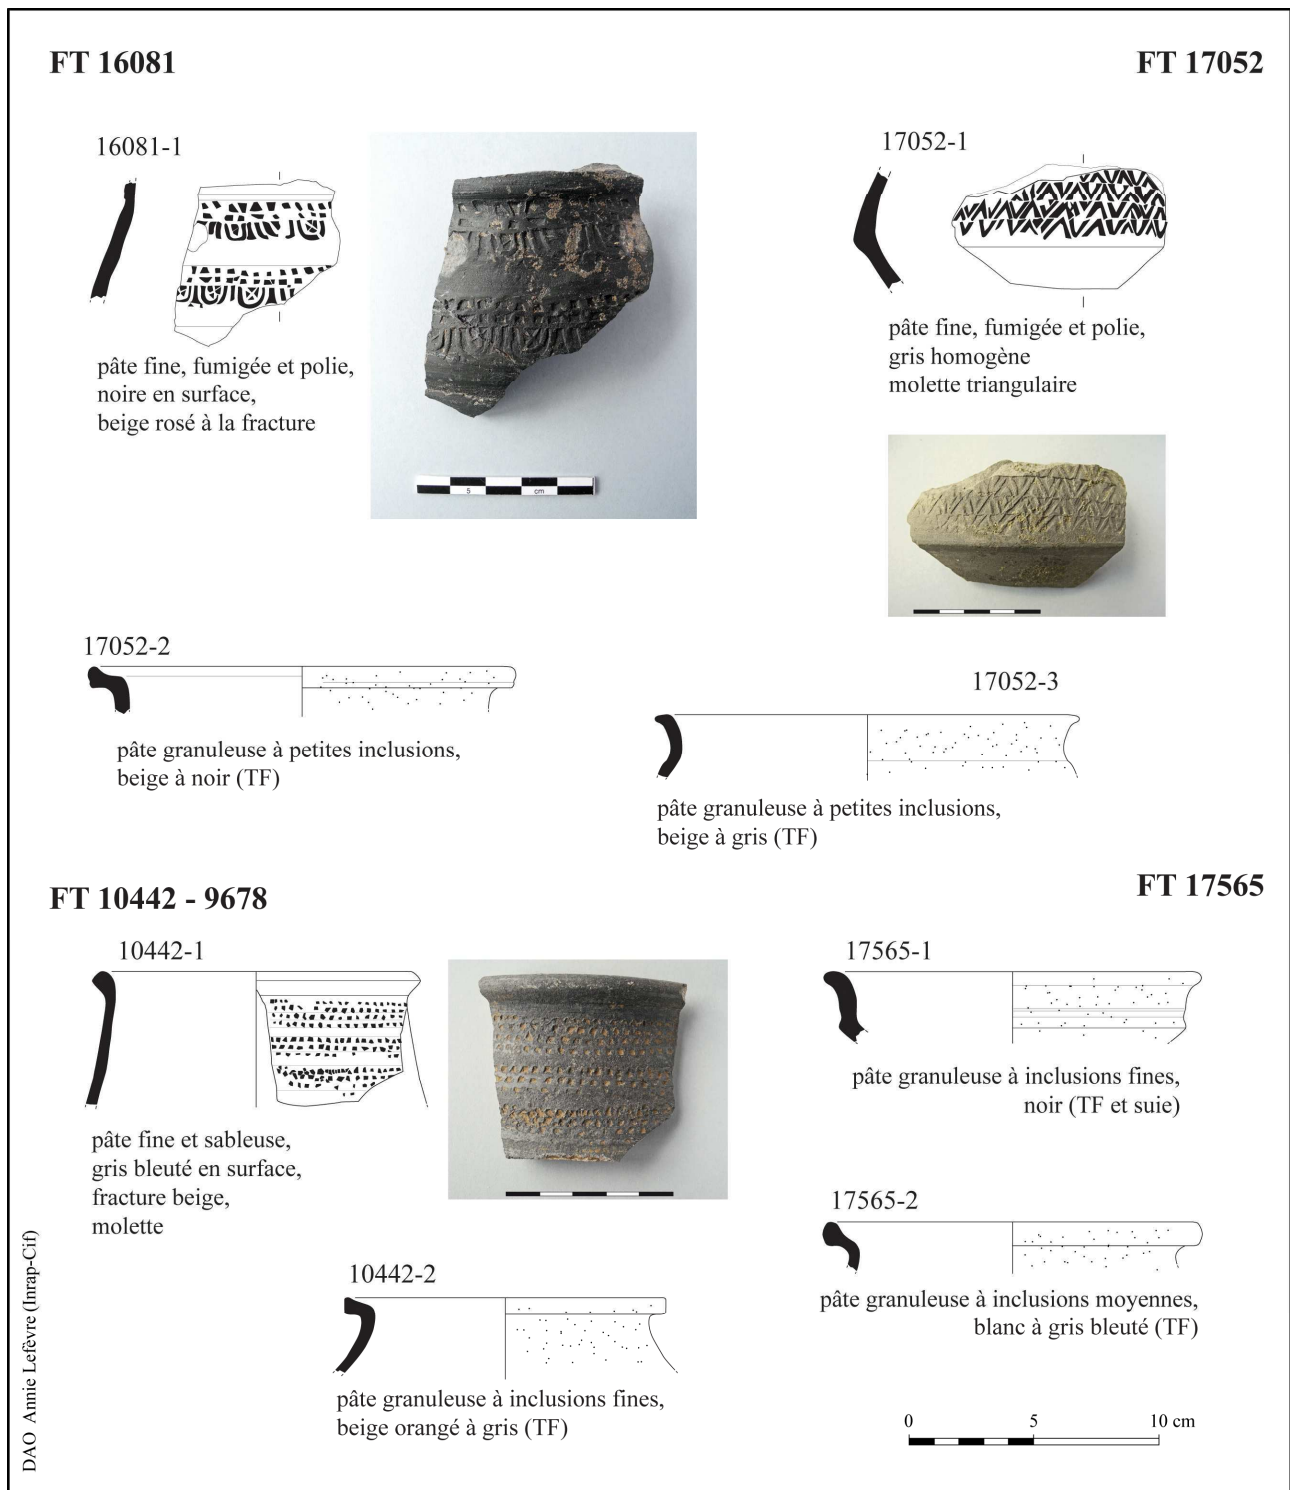 FT 16081
FT 17052
16081-1
pâte fine, fumigée et polie,
noire en surface,
beige rosé à la fracture
5
cm
17052-1
pâte fine, fumigée et polie,
gris homogène
molette triangulaire
17052-2
pâte granuleuse à petites inclusions,
beige à noir (TF)
17052-3
pâte granuleuse à petites inclusions,
beige à gris (TF)
FT 10442 - 9678
FT 17565
10442-1
pâte fine et sableuse,
gris bleuté en surface,
fracture beige,
molette
10442-2
pâte granuleuse à inclusions fines,
beige orangé à gris (TF)
17565-1
pâte granuleuse à inclusions fines,
noir (TF et suie)
17565-2
pâte granuleuse à inclusions moyennes,
blanc à gris bleuté (TF)
0 5 10 cm
DAO Annie Lefèvre (Inrap-Cif)